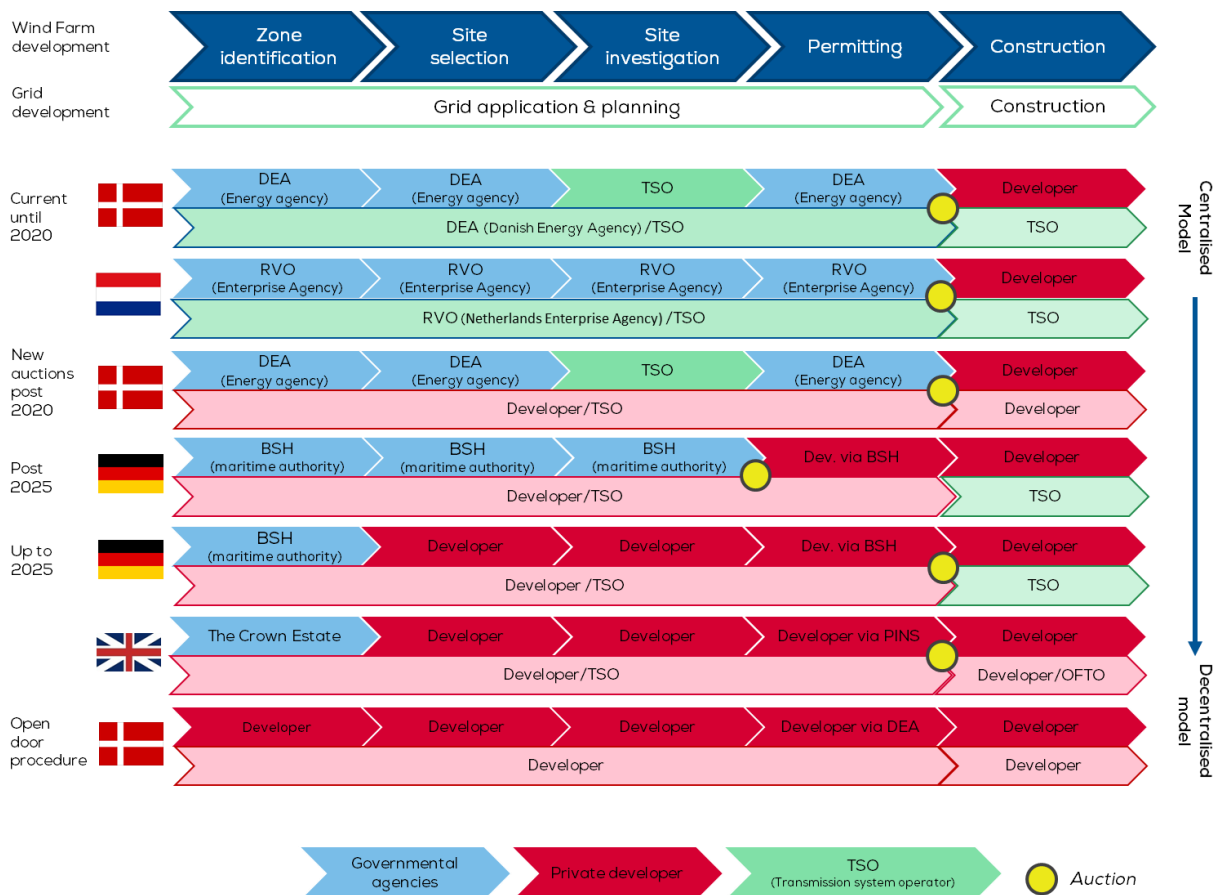 Wind Farm
development
Zone
identification
Site
selection
Site
investigation
Permitting
Construction
Grid
development
Grid application & planning
Construction
Current
until
2020
DEA
(Energy agency)
DEA
(Energy agency)
TSO
DEA
(Energy agency)
Developer
DEA (Danish Energy Agency) /TSO
TSO
Centralised
Model
RVO
(Enterprise Agency)
RVO
(Enterprise Agency)
RVO
(Enterprise Agency)
RVO
(Enterprise Agency)
Developer
RVO (Netherlands Enterprise Agency) /TSO
TSO
New
auctions
post
2020
DEA
(Energy agency)
DEA
(Energy agency)
TSO
DEA
(Energy agency)
Developer
Developer/TSO
Developer
Post
2025
BSH
(maritime authority)
BSH
(maritime authority)
BSH
(maritime authority)
Dev. via BSH
Developer
Developer/TSO
TSO
Up to
2025
BSH
(maritime authority)
Developer
Developer
Dev. via BSH
Developer
Developer /TSO
TSO
The Crown Estate
Developer
Developer
Developer via PINS
Developer
Developer/TSO
Developer/OFTO
Decentralised
model
Open
door
procedure
Developer
Developer
Developer
Developer via DEA
Developer
Developer
Developer
Governmental
agencies
Private developer
TSO
(Transmission system operator)
Auction